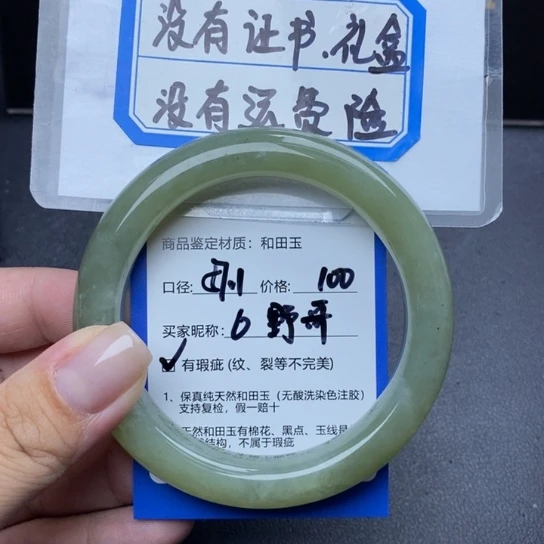 没有证书.礼盒
没有运费险
商品鉴定材质：和田玉
口径: 价格: 100
买家昵称: 6 野哥
有瑕疵 (纹、裂等不完美)
1、保真纯天然和田玉（无酸洗染色注胶）
支持复检，假一赔十
天然和田玉有棉花、黑点、玉线是
结构，不属于瑕疵